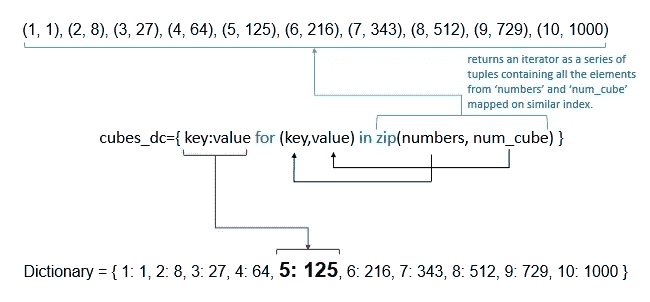 (1, 1), (2, 8), (3, 27), (4, 64), (5, 125), (6, 216), (7, 343), (8, 512), (9, 729), (10, 1000)
returns an iterator as a series of
tuples containing all the elements
from ‘numbers’ and ‘num_cube’
mapped on similar index.
cubes_dc={ key:value for (key,value) in zip(numbers, num_cube) }
Dictionary = { 1: 1, 2: 8, 3: 27, 4: 64, 5: 125, 6: 216, 7: 343, 8: 512, 9: 729, 10: 1000 }